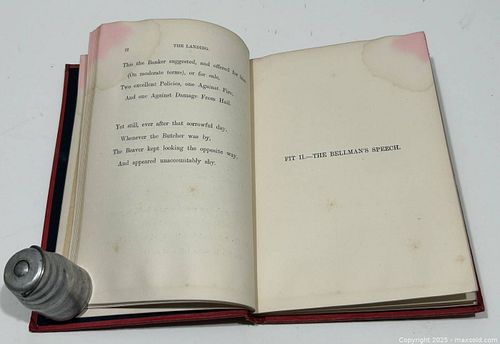 12 THE LANDING.
This the Banker suggested, and offered for hire
(On moderate terms), or for sale,
Two excellent Policies, one Against Fire,
And one Against Damage From Hail.
Yet still, ever after that sorrowful day,
Whenever the Butcher was by,
The Beaver kept looking the opposite way,
And appeared unaccountably shy.
FIT II.—THE BELLMAN'S SPEECH.
Copyright 2025 - maxsold.com